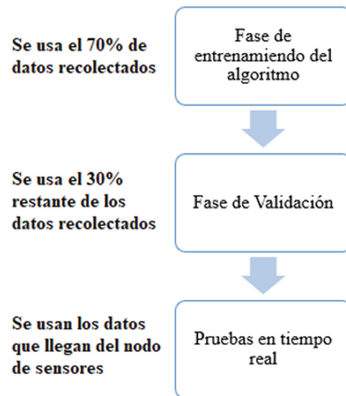 Se usa el 70% de
datos recolectados
Fase de
entrenamiendo del
algoritmo
Se usa el 30%
restante de los
datos recolectados
Fase de Validación
Se usan los datos
que llegan del nodo
de sensores
Pruebas en tiempo
real